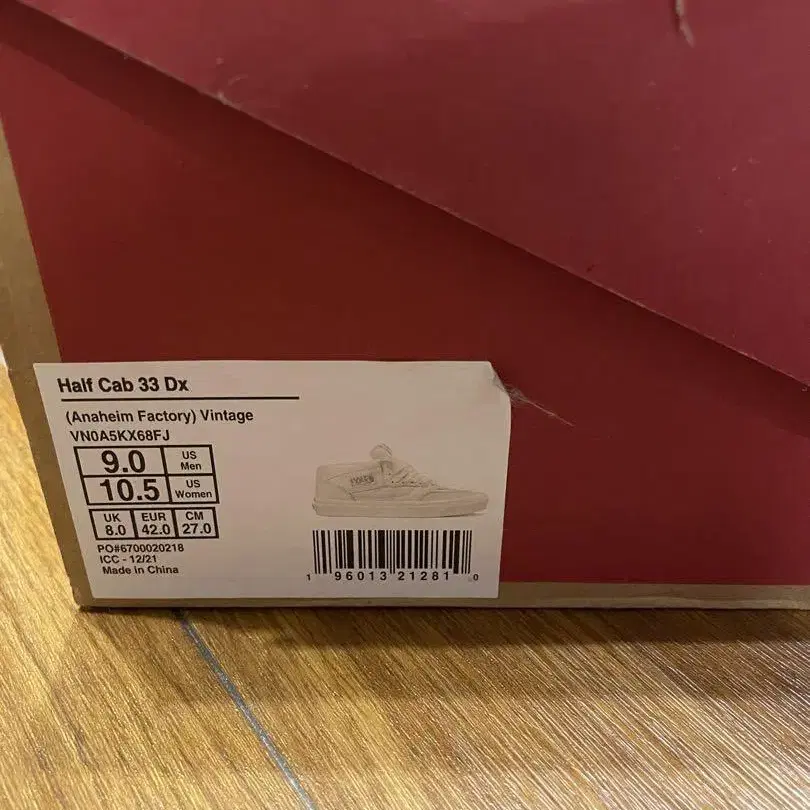 Half Cab 33 Dx
(Anaheim Factory) Vintage
VN0A5KX68FJ
9.0 US Men
10.5 US Women
UK 8.0 EUR 42.0 CM 27.0
PO#6700020218
ICC - 12/21
Made in China
1 96013 21281 0